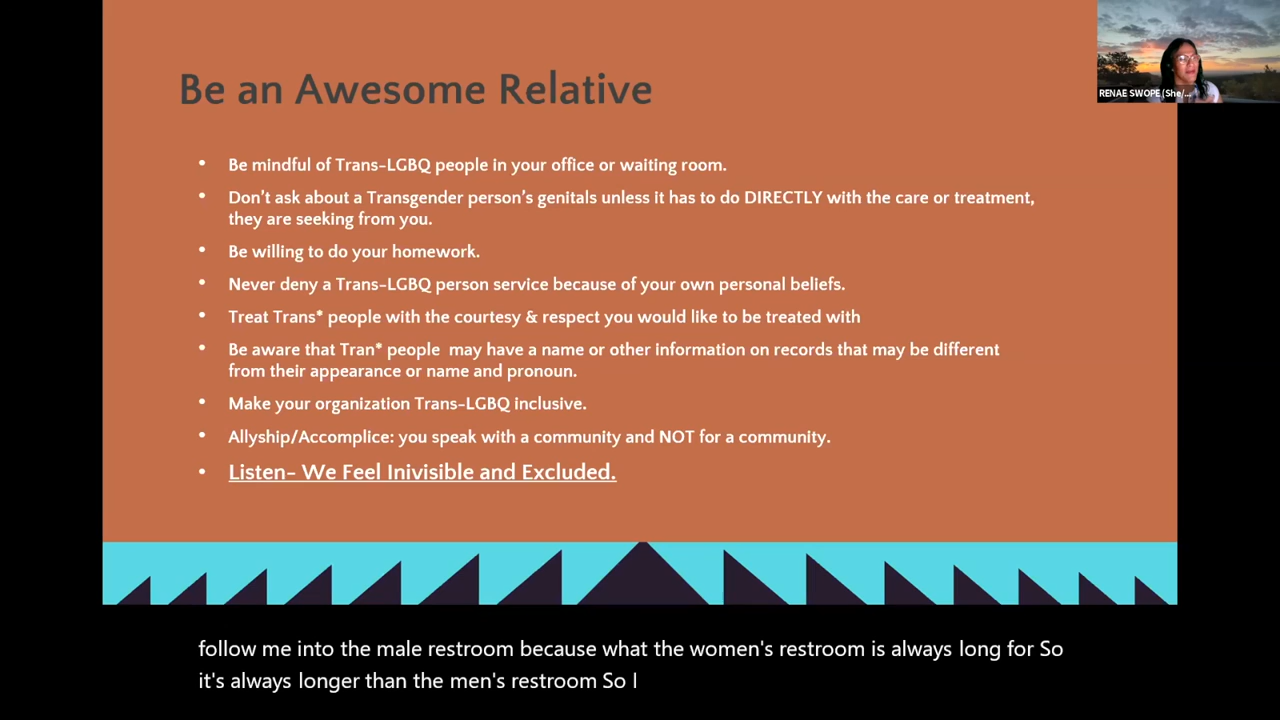 Be an Awesome Relative
RENAE SWOPE (She/...
• Be mindful of Trans-LGBQ people in your office or waiting room.
• Don't ask about a Transgender person's genitals unless it has to do DIRECTLY with the care or treatment,
they are seeking from you.
• Be willing to do your homework.
• Never deny a Trans-LGBQ person service because of your own personal beliefs.
• Treat Trans* people with the courtesy & respect you would like to be treated with
• Be aware that Tran* people  may have a name or other information on records that may be different
from their appearance or name and pronoun.
• Make your organization Trans-LGBQ inclusive.
• Allyship/Accomplice: you speak with a community and NOT for a community.
• Listen- We Feel Inivisible and Excluded.
follow me into the male restroom because what the women's restroom is always long for So
it's always longer than the men's restroom So I